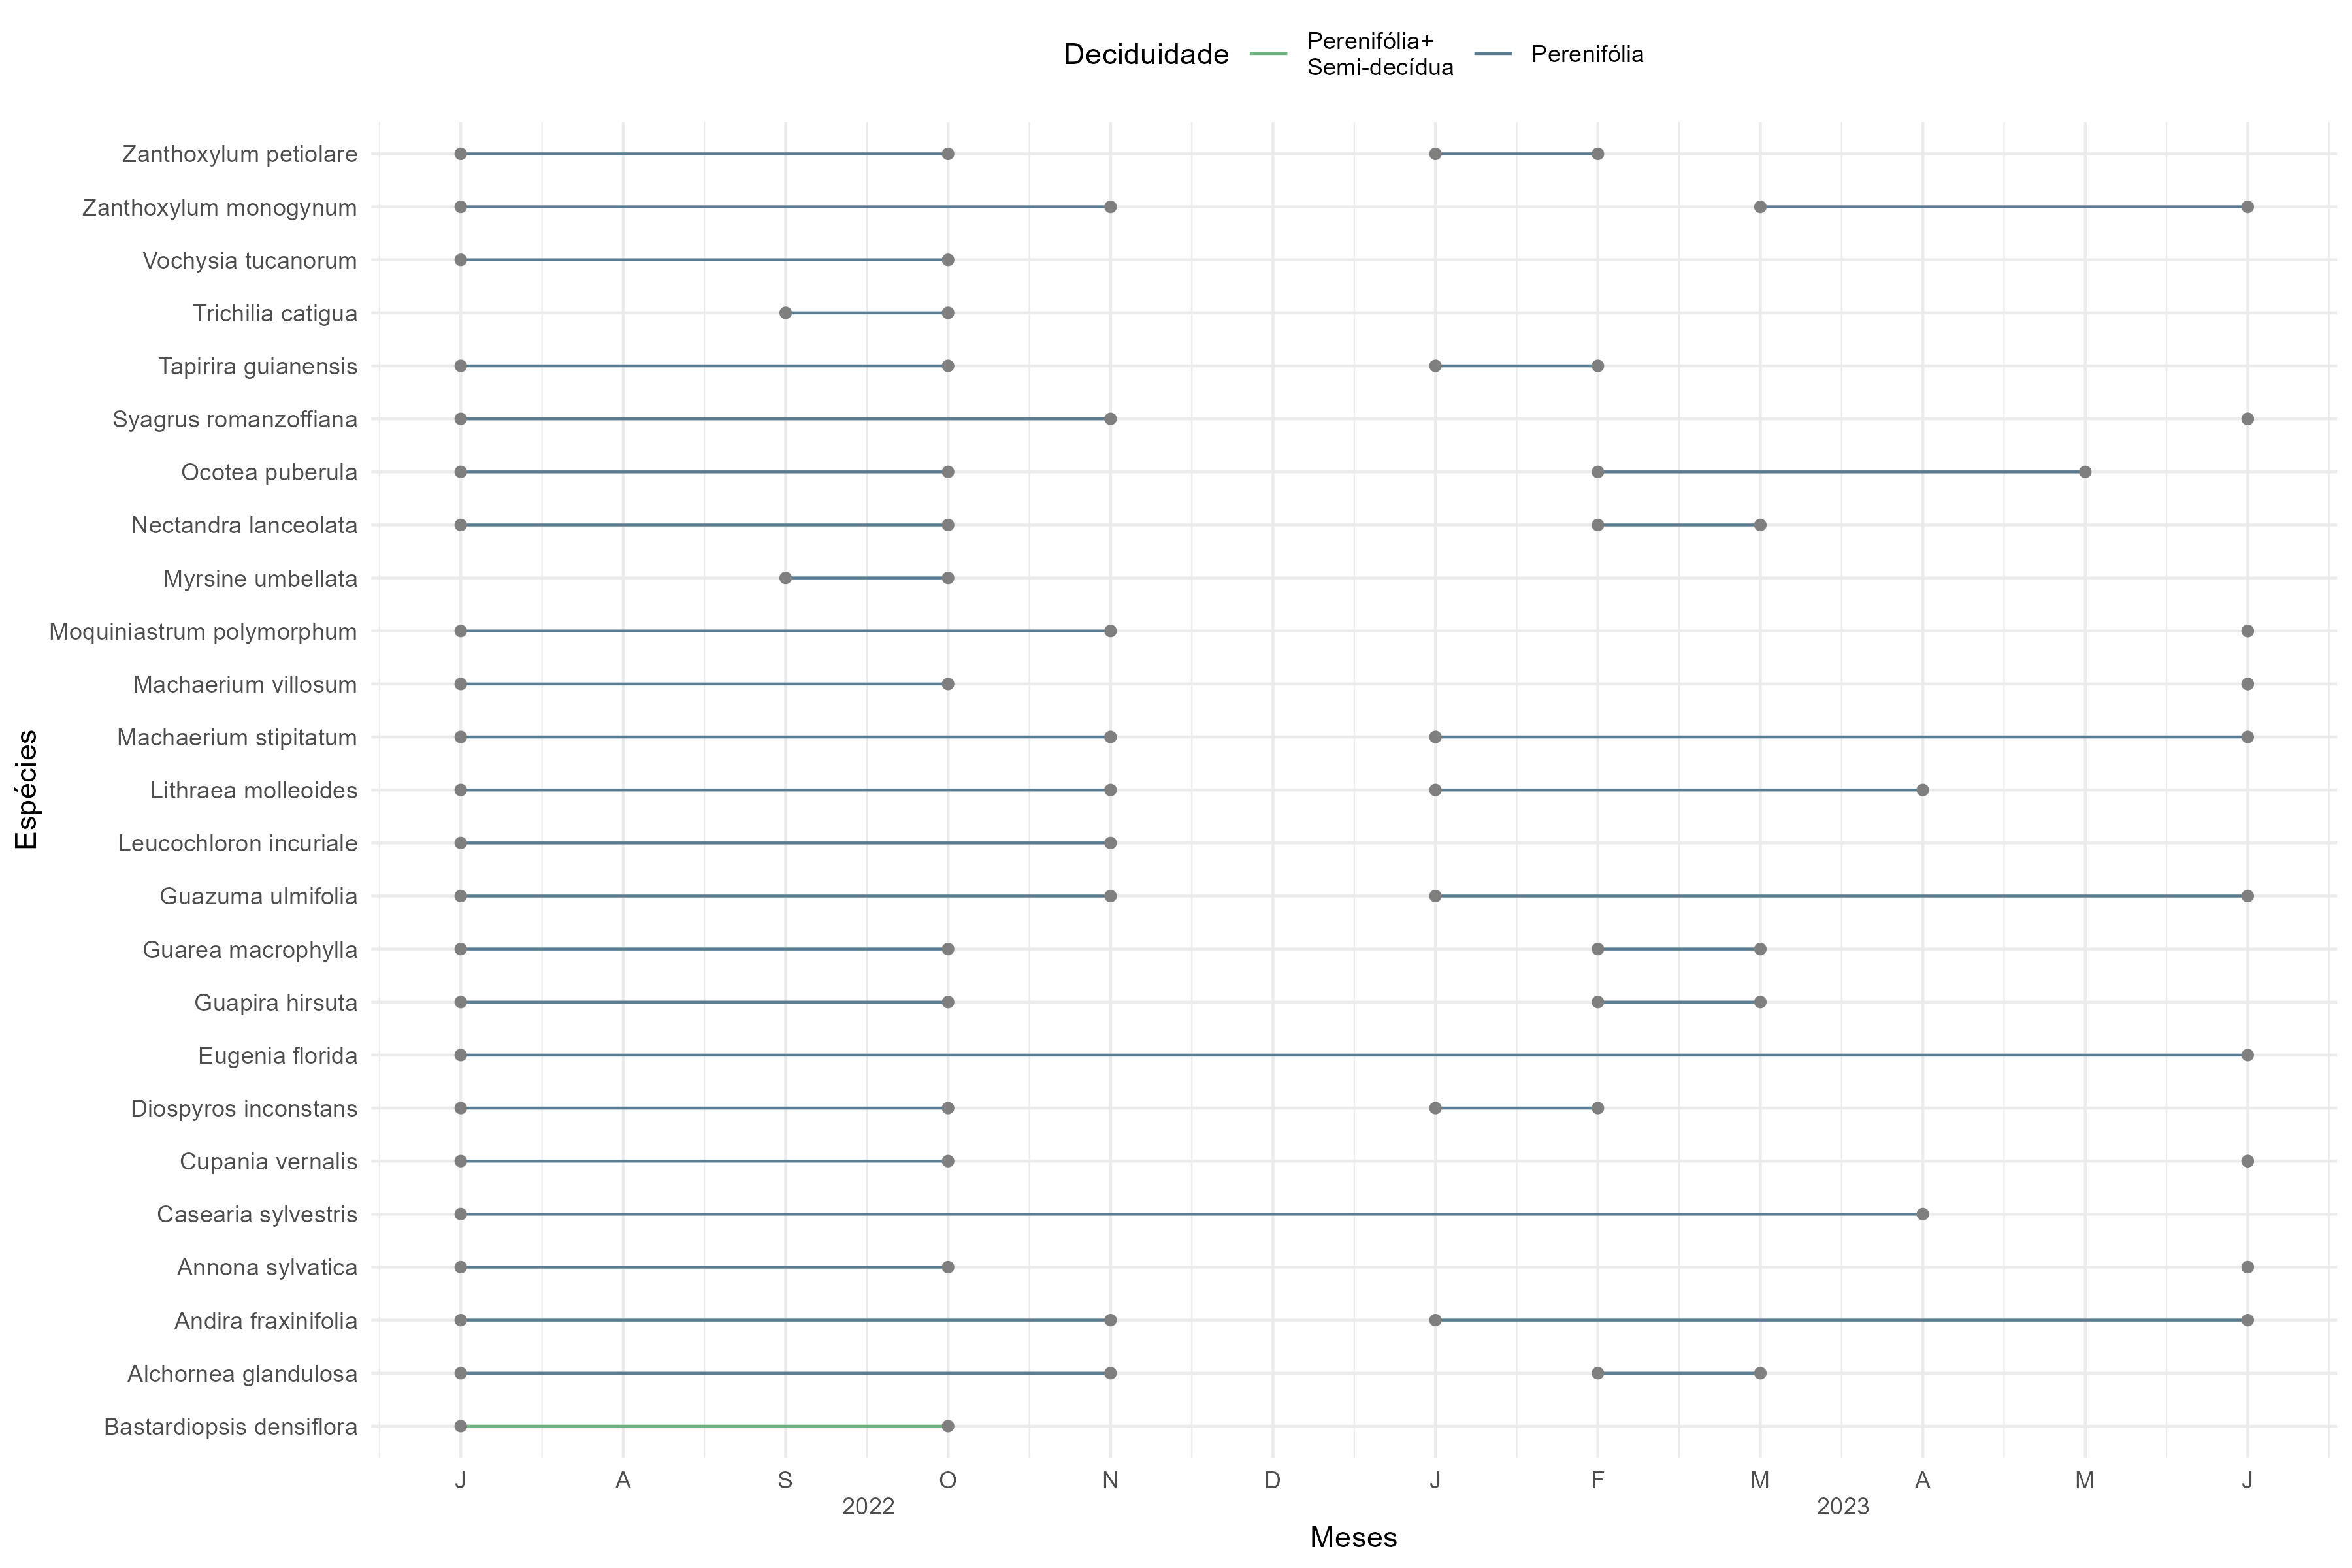 Deciduidade
Perenifólia+
Semi-decídua
Perenifólia
Zanthoxylum petiolare
Zanthoxylum monogynum
Vochysia tucanorum
Trichilia catigua
Tapirira guianensis
Syagrus romanzoffiana
Ocotea puberula
Nectandra lanceolata
Myrsine umbellata
Moquiniastrum polymorphum
Machaerium villosum
Machaerium stipitatum
Lithraea molleoides
Leucochloron incuriale
Guazuma ulmifolia
Guarea macrophylla
Guapira hirsuta
Eugenia florida
Diospyros inconstans
Cupania vernalis
Casearia sylvestris
Annona sylvatica
Andira fraxinifolia
Alchornea glandulosa
Bastardiopsis densiflora
Espécies
J A S O N D J F M A M J
2022 2023
Meses